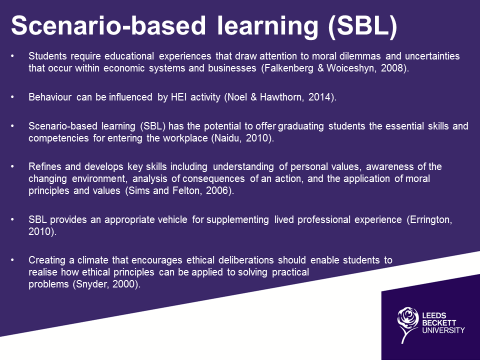 Scenario-based learning (SBL)
• Students require educational experiences that draw attention to moral dilemmas and uncertainties
that occur within economic systems and businesses (Falkenberg & Woiceshyn, 2008).
• Behaviour can be influenced by HEI activity (Noel & Hawthorn, 2014).
• Scenario-based learning (SBL) has the potential to offer graduating students the essential skills and
competencies for entering the workplace (Naidu, 2010).
• Refines and develops key skills including understanding of personal values, awareness of the
changing environment, analysis of consequences of an action, and the application of moral
principles and values (Sims and Felton, 2006).
• SBL provides an appropriate vehicle for supplementing lived professional experience (Errington,
2010).
• Creating a climate that encourages ethical deliberations should enable students to
realise how ethical principles can be applied to solving practical
problems (Snyder, 2000).
LEEDS
BECKETT
UNIVERSITY